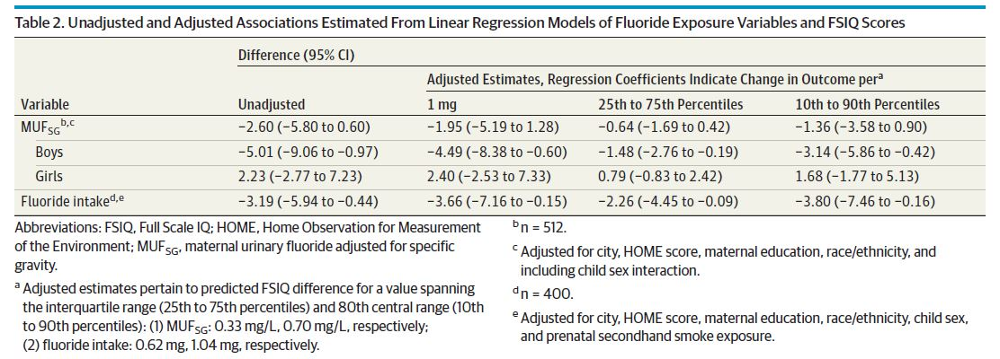 Table 2. Unadjusted and Adjusted Associations Estimated From Linear Regression Models of Fluoride Exposure Variables and FSIQ Scores
Difference (95% CI)
Adjusted Estimates, Regression Coefficients Indicate Change in Outcome per^a
Variable Unadjusted 1 mg 25th to 75th Percentiles 10th to 90th Percentiles
MUF_SG^b,c −2.60 (−5.80 to 0.60) −1.95 (−5.19 to 1.28) −0.64 (−1.69 to 0.42) −1.36 (−3.58 to 0.90)
Boys −5.01 (−9.06 to −0.97) −4.49 (−8.38 to −0.60) −1.48 (−2.76 to −0.19) −3.14 (−5.86 to −0.42)
Girls 2.23 (−2.77 to 7.23) 2.40 (−2.53 to 7.33) 0.79 (−0.83 to 2.42) 1.68 (−1.77 to 5.13)
Fluoride intake^d,e −3.19 (−5.94 to −0.44) −3.66 (−7.16 to −0.15) −2.26 (−4.45 to −0.09) −3.80 (−7.46 to −0.16)
Abbreviations: FSIQ, Full Scale IQ; HOME, Home Observation for Measurement
of the Environment; MUF_SG, maternal urinary fluoride adjusted for specific
gravity.
^a Adjusted estimates pertain to predicted FSIQ difference for a value spanning
the interquartile range (25th to 75th percentiles) and 80th central range (10th
to 90th percentiles): (1) MUF_SG: 0.33 mg/L, 0.70 mg/L, respectively;
(2) fluoride intake: 0.62 mg, 1.04 mg, respectively.
^b n = 512.
^c Adjusted for city, HOME score, maternal education, race/ethnicity, and
including child sex interaction.
^d n = 400.
^e Adjusted for city, HOME score, maternal education, race/ethnicity, child sex,
and prenatal secondhand smoke exposure.